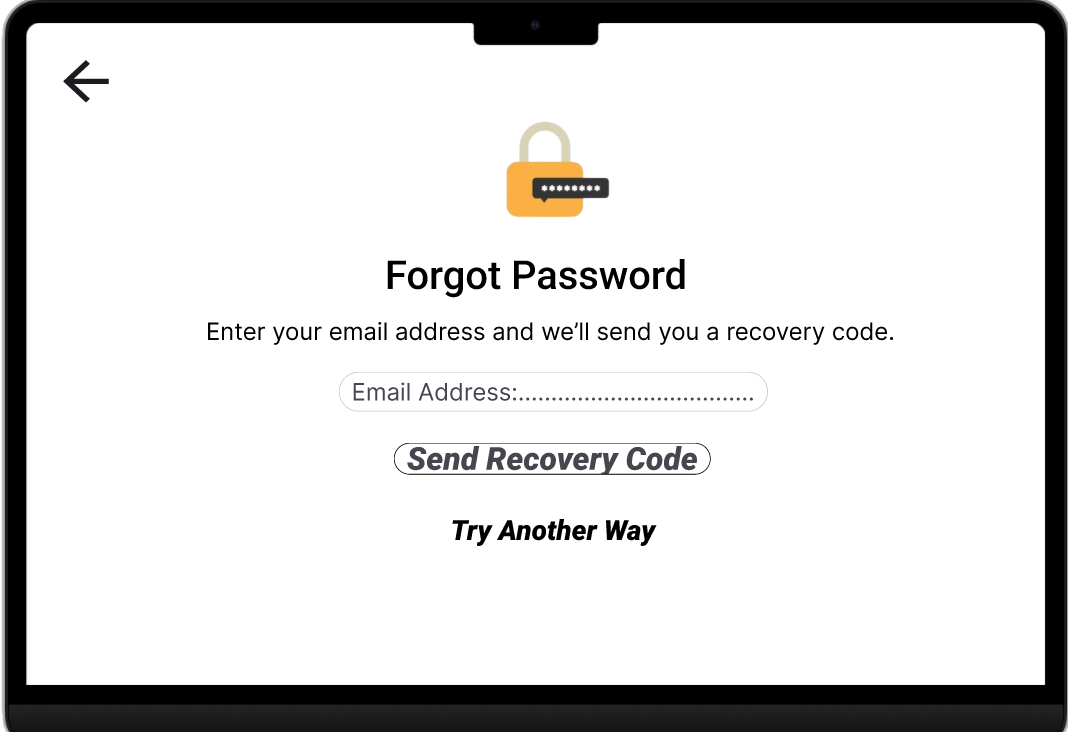 ********
Forgot Password
Enter your email address and we’ll send you a recovery code.
Email Address:....................................
Send Recovery Code
Try Another Way